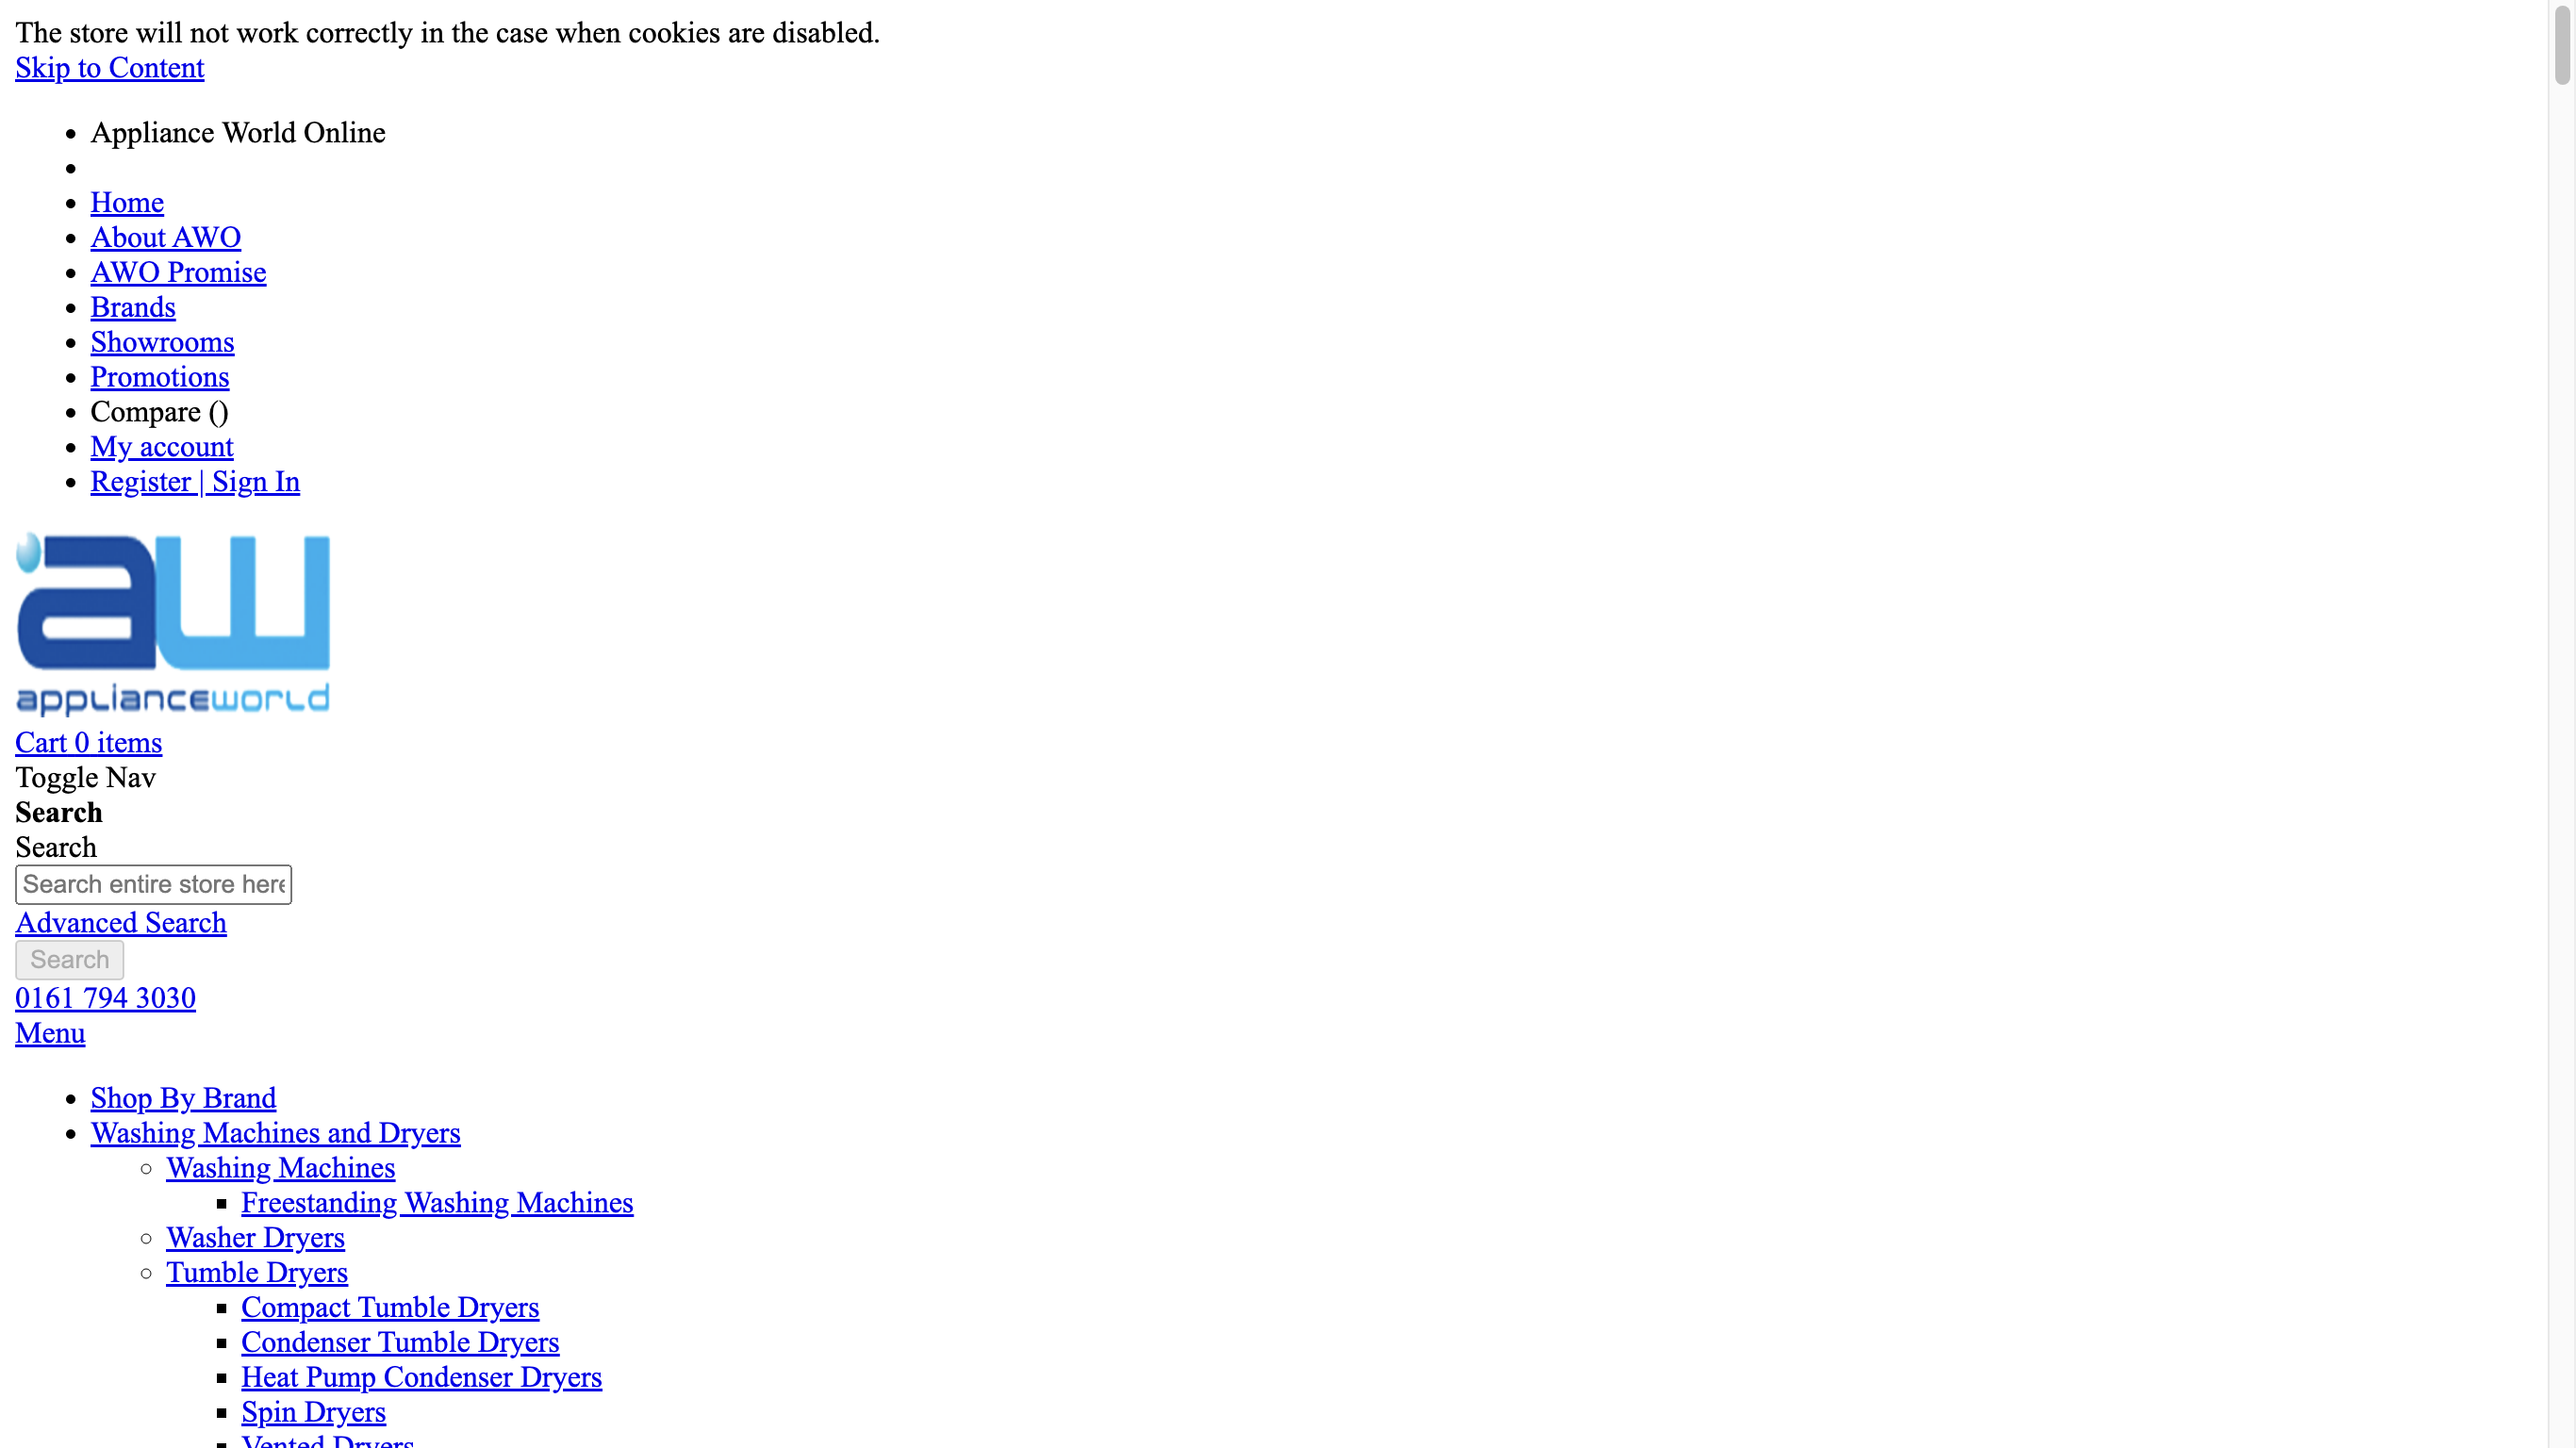 The store will not work correctly in the case when cookies are disabled.
Skip to Content
Appliance World Online
Home
About AWO
AWO Promise
Brands
Showrooms
Promotions
Compare ()
My account
Register | Sign In
aw
applianceworld
Cart 0 items
Toggle Nav
Search
Search
Search entire store here
Advanced Search
Search
0161 794 3030
Menu
Shop By Brand
Washing Machines and Dryers
Washing Machines
Freestanding Washing Machines
Washer Dryers
Tumble Dryers
Compact Tumble Dryers
Condenser Tumble Dryers
Heat Pump Condenser Dryers
Spin Dryers
Vented Dryers